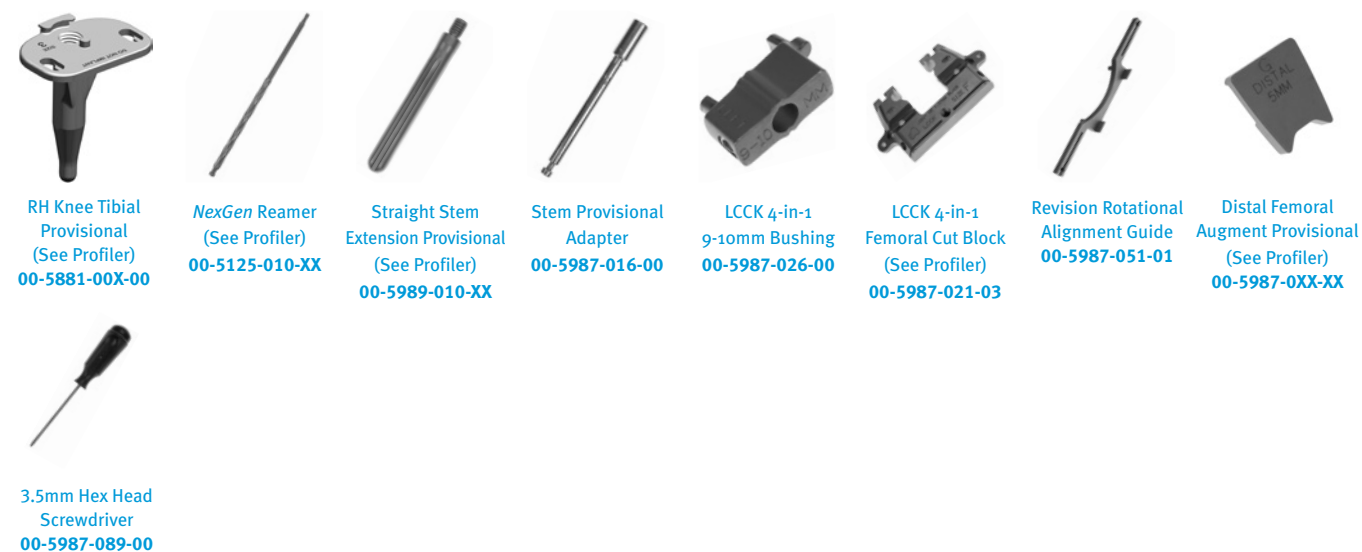 RH Knee Tibial
Provisional
(See Profiler)
00-5881-00X-00
NexGen Reamer
(See Profiler)
00-5125-010-XX
Straight Stem
Extension Provisional
(See Profiler)
00-5989-010-XX
Stem Provisional
Adapter
00-5987-016-00
9-10
MM
LCCK 4-in-1
9-10mm Bushing
00-5987-026-00
LCCK 4-in-1
Femoral Cut Block
(See Profiler)
00-5987-021-03
Revision Rotational
Alignment Guide
00-5987-051-01
G
DISTAL
5MM
Distal Femoral
Augment Provisional
(See Profiler)
00-5987-0XX-XX
3.5mm Hex Head
Screwdriver
00-5987-089-00